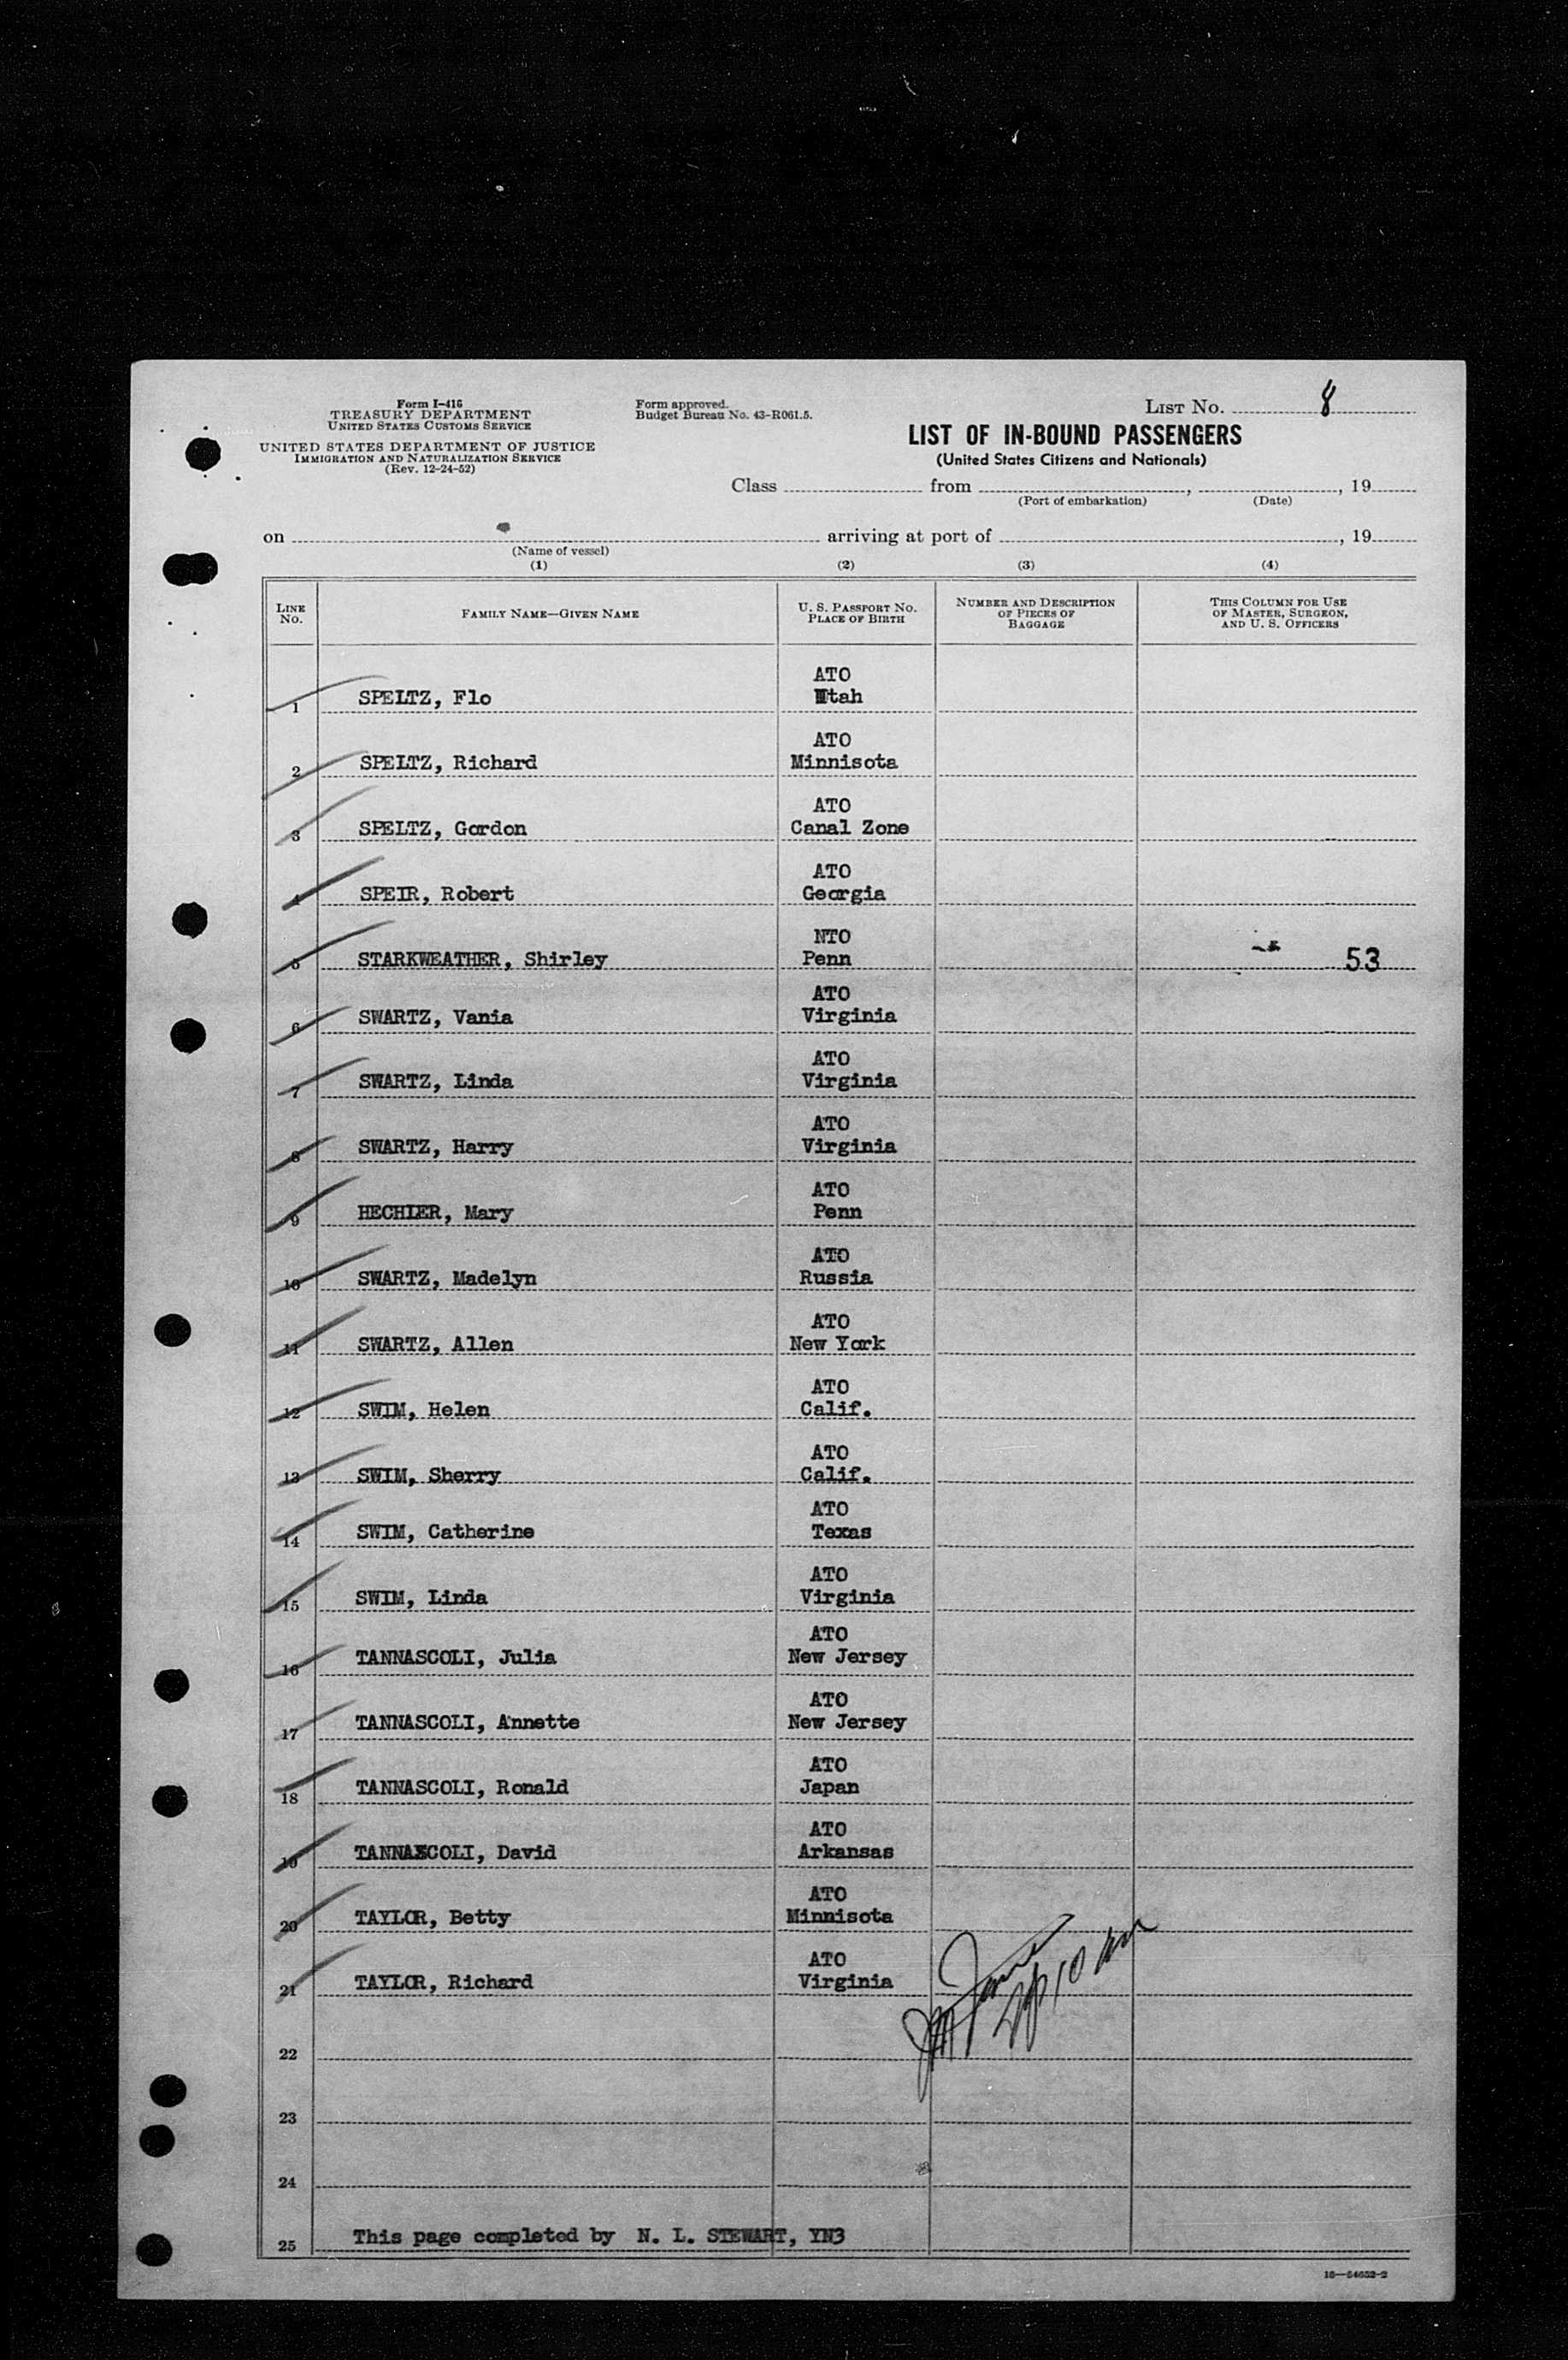 Form I-416
TREASURY DEPARTMENT
UNITED STATES CUSTOMS SERVICE
UNITED STATES DEPARTMENT OF JUSTICE
IMMIGRATION AND NATURALIZATION SERVICE
(Rev. 12-24-52)
Form approved.
Budget Bureau No. 43-R061.5.
LIST NO. 8
LIST OF IN-BOUND PASSENGERS
(United States Citizens and Nationals)
Class from , , 19
(Port of embarkation) (Date)
on arriving at port of , 19
(Name of vessel)
(1) (2) (3) (4)
LINE NO. FAMILY NAME—GIVEN NAME U. S. PASSPORT NO. PLACE OF BIRTH NUMBER AND DESCRIPTION OF PIECES OF BAGGAGE THIS COLUMN FOR USE OF MASTER, SURGEON, AND U. S. OFFICERS
ATO
1 SPELTZ, Flo Utah
ATO
2 SPELTZ, Richard Minnisota
ATO
3 SPELTZ, Gordon Canal Zone
ATO
4 SPEIR, Robert Georgia
NTO
5 STARKWEATHER, Shirley Penn 53
ATO
6 SWARTZ, Vania Virginia
ATO
7 SWARTZ, Linda Virginia
ATO
8 SWARTZ, Harry Virginia
ATO
9 HECHLER, Mary Penn
ATO
10 SWARTZ, Madelyn Russia
ATO
11 SWARTZ, Allen New York
ATO
12 SWIM, Helen Calif.
ATO
13 SWIM, Sherry Calif.
ATO
14 SWIM, Catherine Texas
ATO
15 SWIM, Linda Virginia
ATO
16 TANNASCOLI, Julia New Jersey
ATO
17 TANNASCOLI, Annette New Jersey
ATO
18 TANNASCOLI, Ronald Japan
ATO
19 TANNASCOLI, David Arkansas
ATO
20 TAYLOR, Betty Minnisota
ATO
21 TAYLOR, Richard Virginia
22
23
24
25 This page completed by N. L. STEWART, YN3
16—54652-2